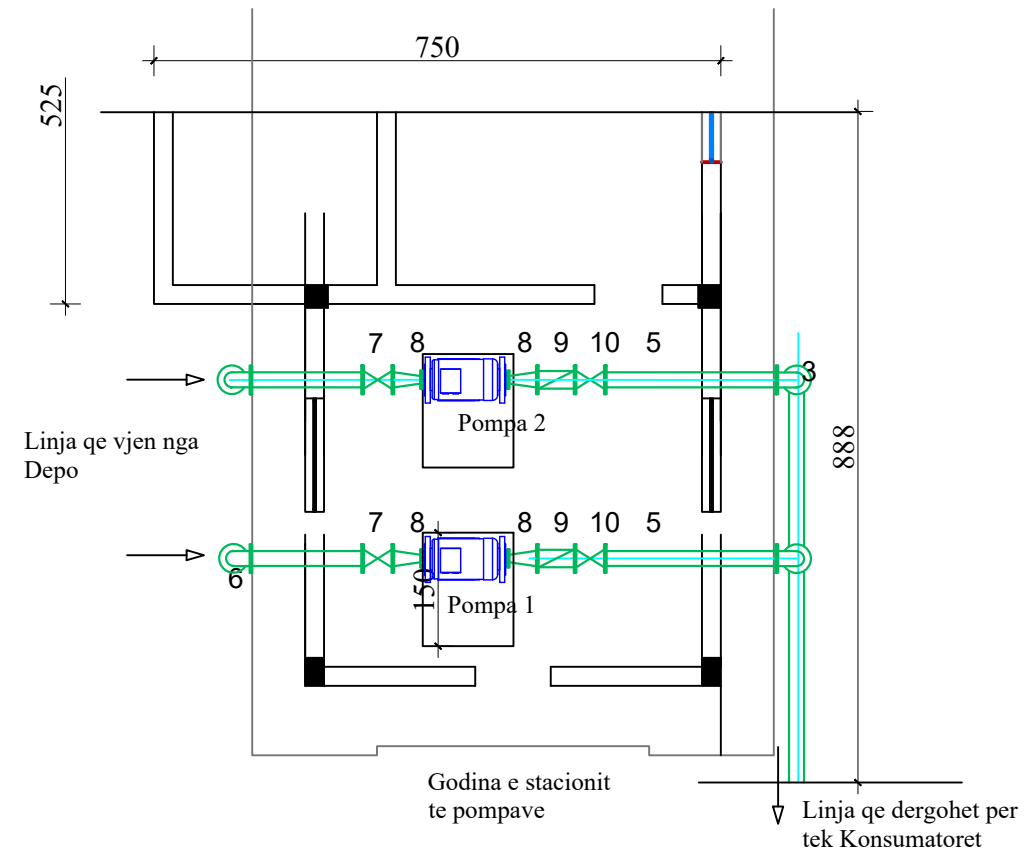 750
525
7
8
8
9
10
5
3
Pompa 2
Linja qe vjen nga
Depo
888
7
8
8
9
10
5
6
150
Pompa 1
Godina e stacionit
te pompave
Linja qe dergohet per
tek Konsumatoret